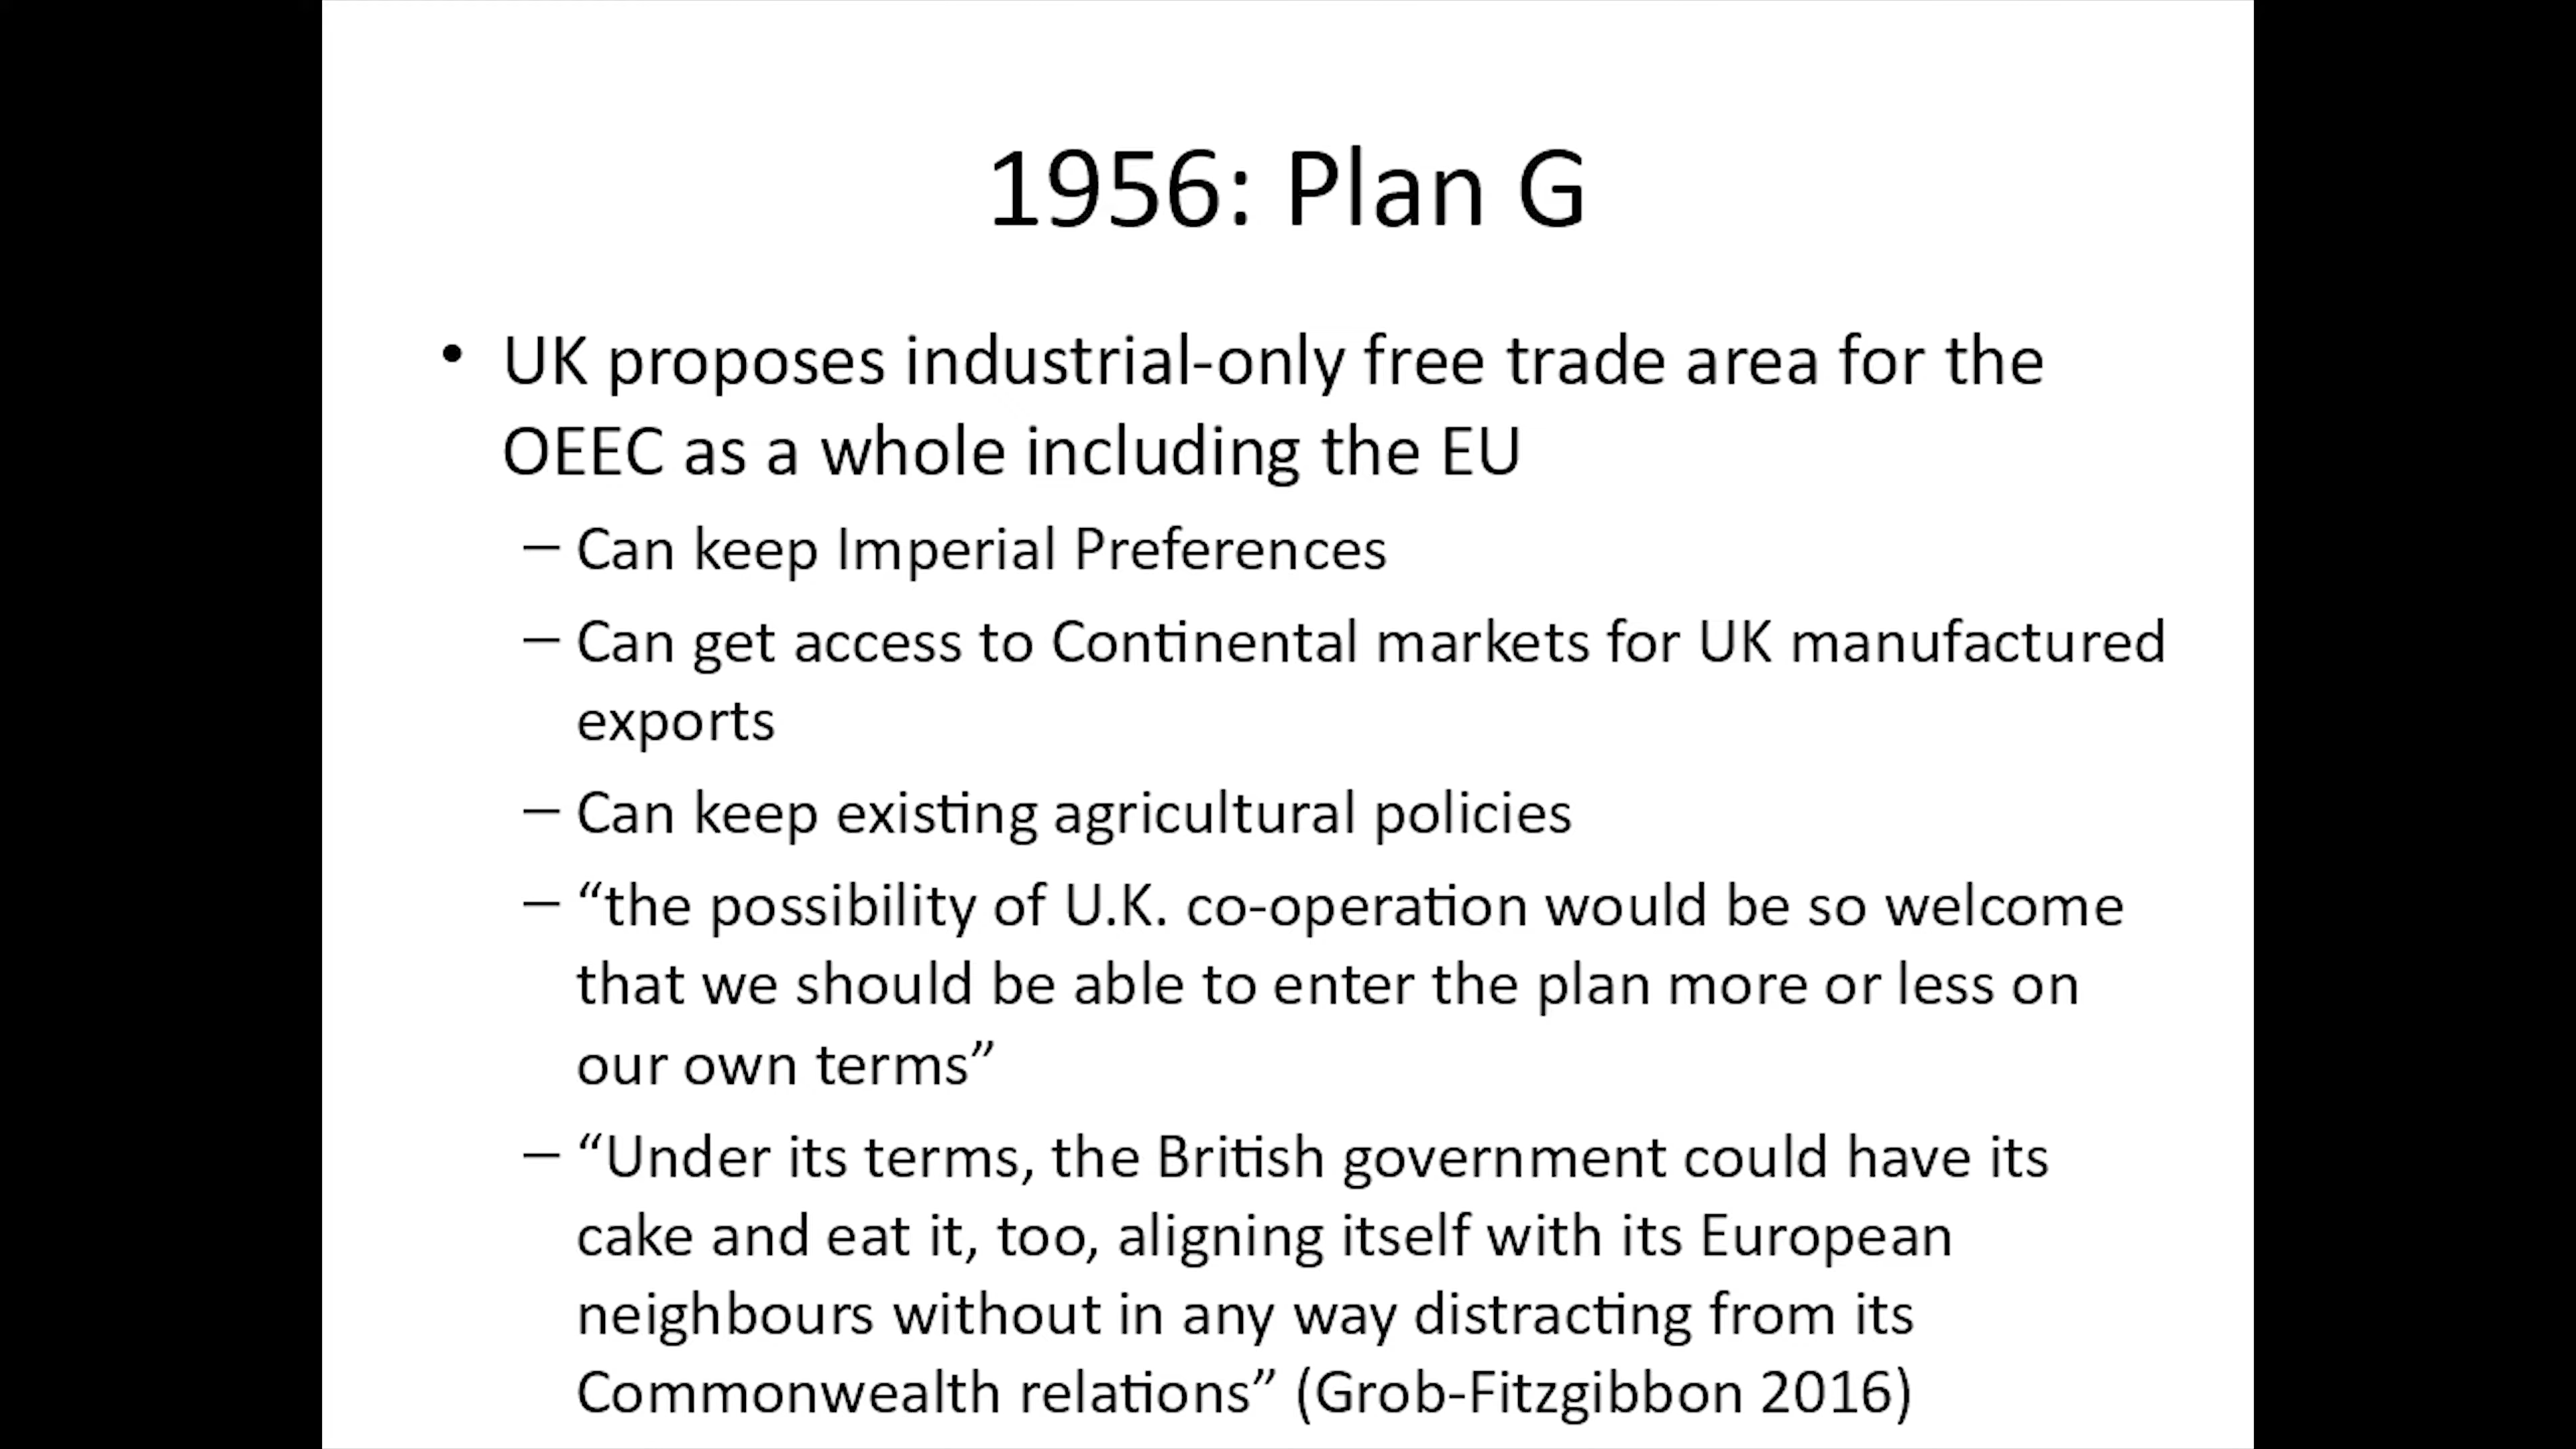 1956: Plan G
• UK proposes industrial-only free trade area for the
OEEC as a whole including the EU
– Can keep Imperial Preferences
– Can get access to Continental markets for UK manufactured
exports
– Can keep existing agricultural policies
– “the possibility of U.K. co-operation would be so welcome
that we should be able to enter the plan more or less on
our own terms”
– “Under its terms, the British government could have its
cake and eat it, too, aligning itself with its European
neighbours without in any way distracting from its
Commonwealth relations” (Grob-Fitzgibbon 2016)